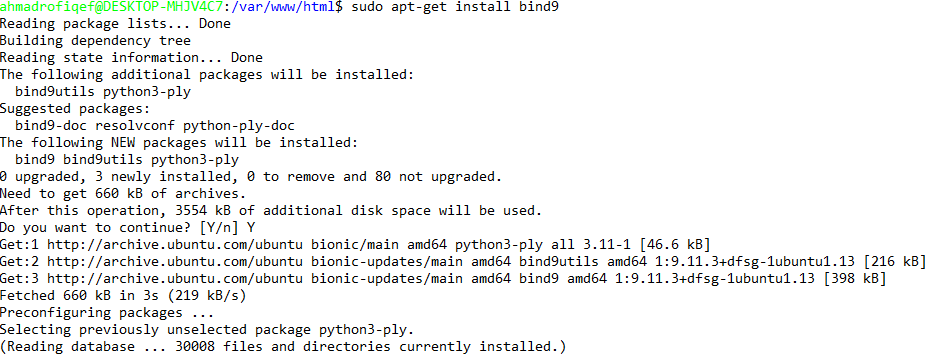 ahmadrofiqef@DESKTOP-MHJV4C7:/var/www/html$ sudo apt-get install bind9
Reading package lists... Done
Building dependency tree
Reading state information... Done
The following additional packages will be installed:
  bind9utils python3-ply
Suggested packages:
  bind9-doc resolvconf python-ply-doc
The following NEW packages will be installed:
  bind9 bind9utils python3-ply
0 upgraded, 3 newly installed, 0 to remove and 80 not upgraded.
Need to get 660 kB of archives.
After this operation, 3554 kB of additional disk space will be used.
Do you want to continue? [Y/n] Y
Get:1 http://archive.ubuntu.com/ubuntu bionic/main amd64 python3-ply all 3.11-1 [46.6 kB]
Get:2 http://archive.ubuntu.com/ubuntu bionic-updates/main amd64 bind9utils amd64 1:9.11.3+dfsg-1ubuntu1.13 [216 kB]
Get:3 http://archive.ubuntu.com/ubuntu bionic-updates/main amd64 bind9 amd64 1:9.11.3+dfsg-1ubuntu1.13 [398 kB]
Fetched 660 kB in 3s (219 kB/s)
Preconfiguring packages ...
Selecting previously unselected package python3-ply.
(Reading database ... 30008 files and directories currently installed.)